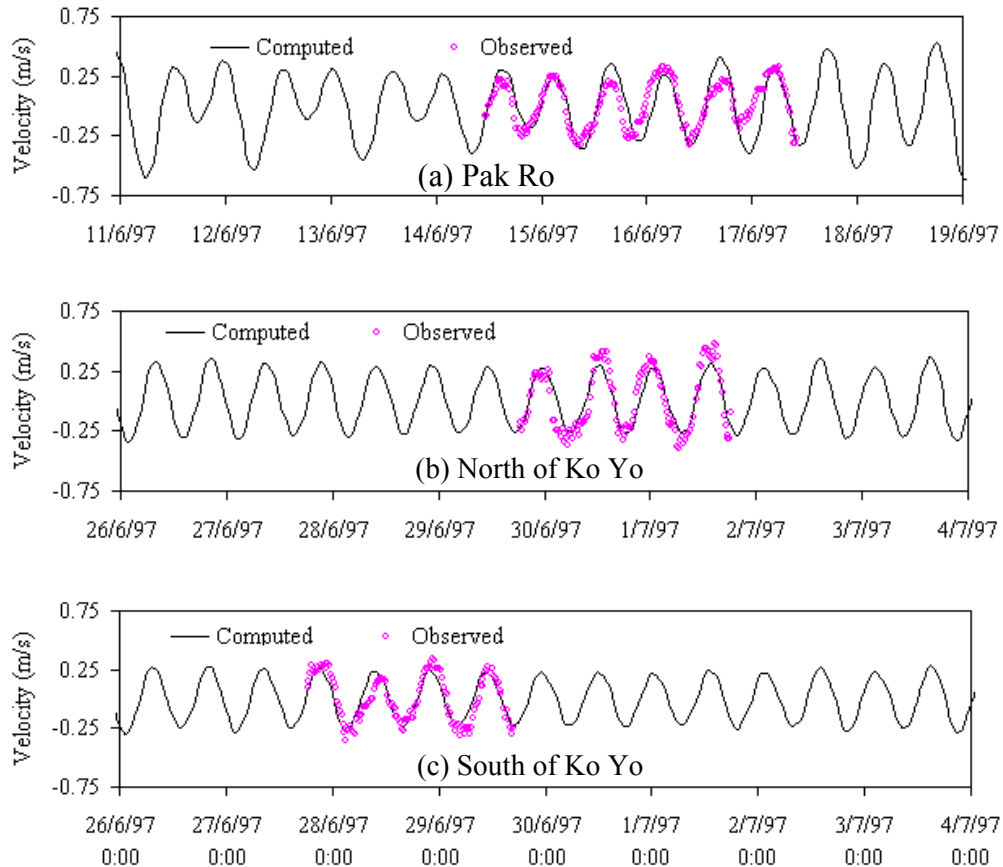 0.75
0.25
-0.25
-0.75
Velocity (m/s)
Computed
Observed
(a) Pak Ro
11/6/97 12/6/97 13/6/97 14/6/97 15/6/97 16/6/97 17/6/97 18/6/97 19/6/97
0.75
0.25
-0.25
-0.75
Velocity (m/s)
Computed
Observed
(b) North of Ko Yo
26/6/97 27/6/97 28/6/97 29/6/97 30/6/97 1/7/97 2/7/97 3/7/97 4/7/97
0.75
0.25
-0.25
-0.75
Velocity (m/s)
Computed
Observed
(c) South of Ko Yo
26/6/97 27/6/97 28/6/97 29/6/97 30/6/97 1/7/97 2/7/97 3/7/97 4/7/97
0:00 0:00 0:00 0:00 0:00 0:00 0:00 0:00 0:00